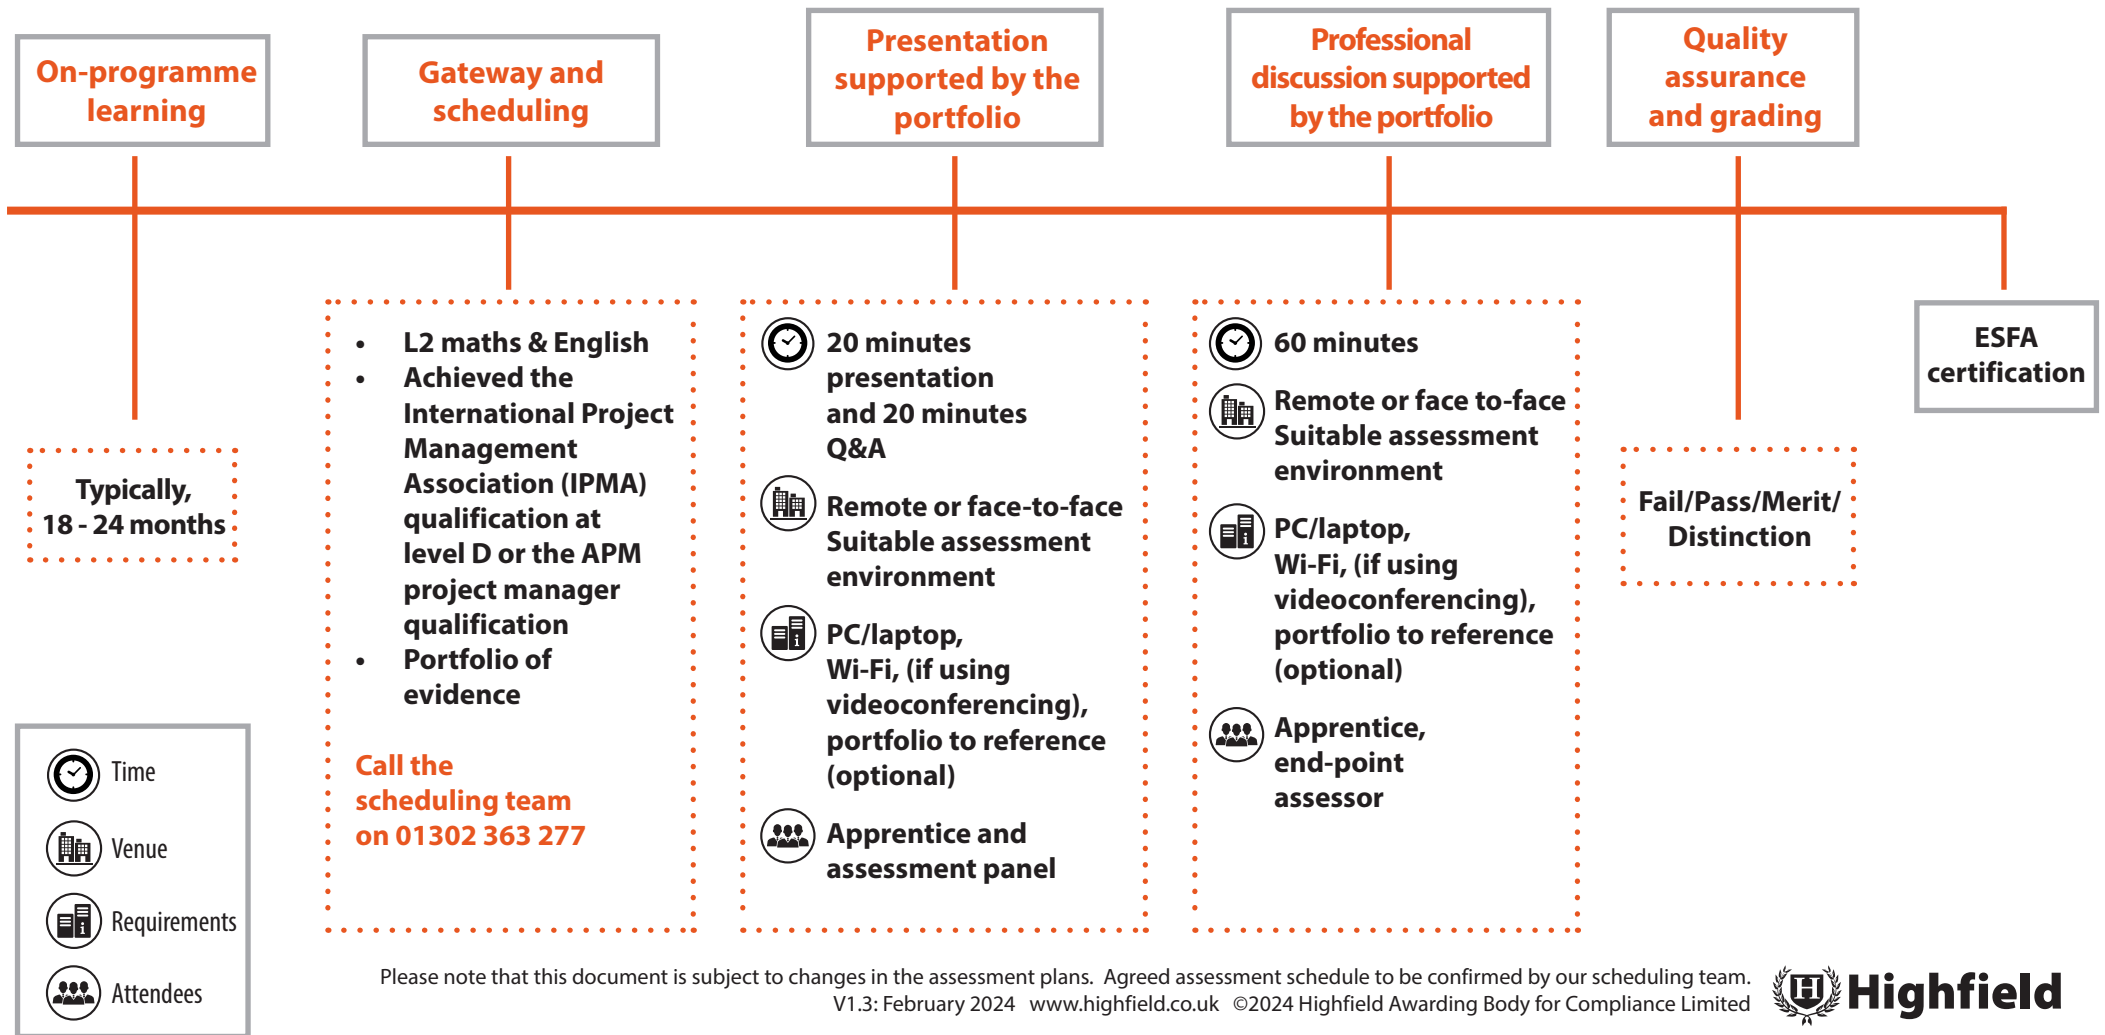 On-programme
learning
Gateway and
scheduling
Presentation
supported by the
portfolio
Professional
discussion supported
by the portfolio
Quality
assurance
and grading
Typically,
18 - 24 months
• L2 maths & English
• Achieved the
International Project
Management
Association (IPMA)
qualification at
level D or the APM
project manager
qualification
• Portfolio of
evidence
Call the
scheduling team
on 01302 363 277
20 minutes
presentation
and 20 minutes
Q&A
Remote or face-to-face
Suitable assessment
environment
PC/laptop,
Wi-Fi, (if using
videoconferencing),
portfolio to reference
(optional)
Apprentice and
assessment panel
60 minutes
Remote or face to-face
Suitable assessment
environment
PC/laptop,
Wi-Fi, (if using
videoconferencing),
portfolio to reference
(optional)
Apprentice,
end-point
assessor
Fail/Pass/Merit/
Distinction
ESFA
certification
Time
Venue
Requirements
Attendees
Please note that this document is subject to changes in the assessment plans. Agreed assessment schedule to be confirmed by our scheduling team.
V1.3: February 2024 www.highfield.co.uk ©2024 Highfield Awarding Body for Compliance Limited
H Highfield